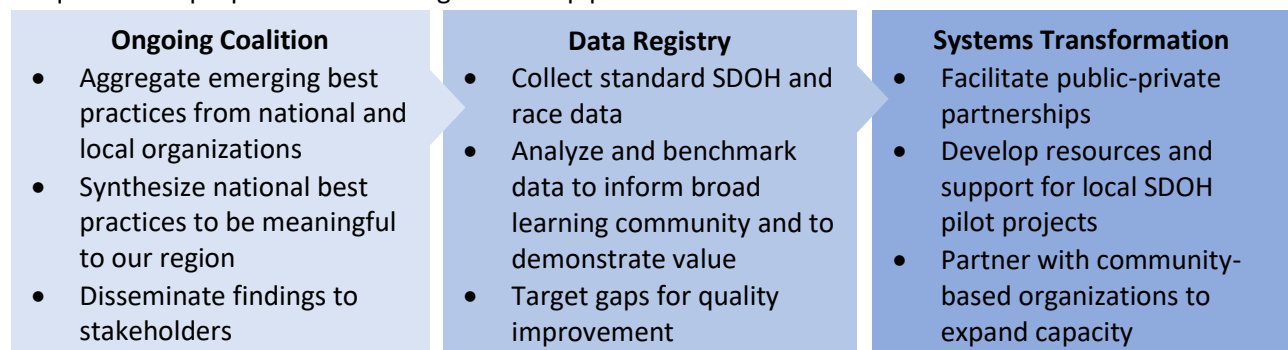 Ongoing Coalition
• Aggregate emerging best
practices from national and
local organizations
• Synthesize national best
practices to be meaningful
to our region
• Disseminate findings to
stakeholders
Data Registry
• Collect standard SDOH and
race data
• Analyze and benchmark
data to inform broad
learning community and to
demonstrate value
• Target gaps for quality
improvement
Systems Transformation
• Facilitate public-private
partnerships
• Develop resources and
support for local SDOH
pilot projects
• Partner with community-
based organizations to
expand capacity